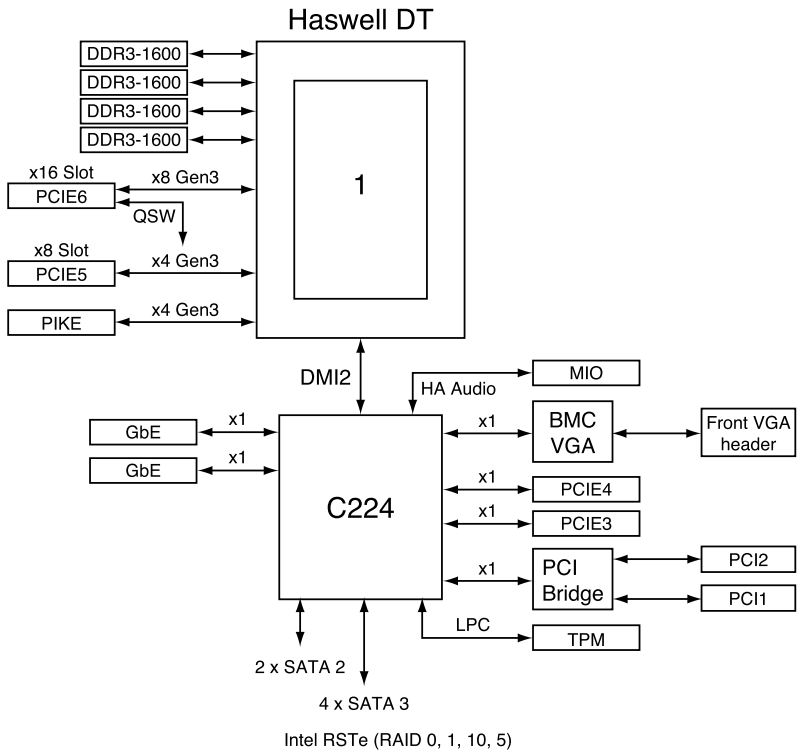 Haswell DT
DDR3-1600
DDR3-1600
DDR3-1600
DDR3-1600
1
x16 Slot
x8 Gen3
PCIE6
QSW
x8 Slot
x4 Gen3
PCIE5
x4 Gen3
PIKE
DMI2
HA Audio
MIO
x1
GbE
x1
GbE
C224
x1
BMC
VGA
Front VGA
header
x1
PCIE4
x1
PCIE3
x1
PCI
Bridge
PCI2
PCI1
LPC
TPM
2 x SATA 2
4 x SATA 3
Intel RSTe (RAID 0, 1, 10, 5)